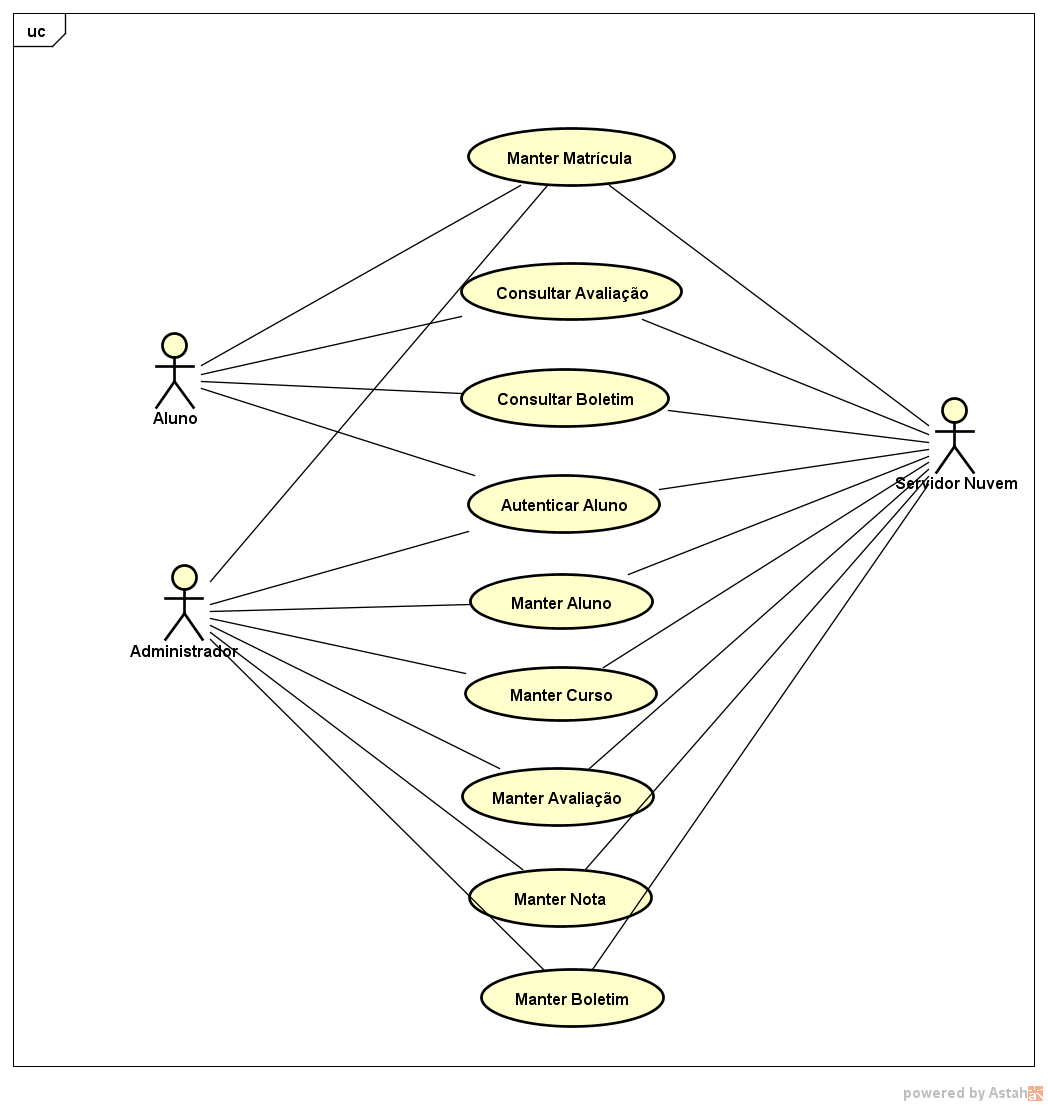 uc
Manter Matrícula
Consultar Avaliação
Aluno
Consultar Boletim
Servidor Nuvem
Autenticar Aluno
Administrador
Manter Aluno
Manter Curso
Manter Avaliação
Manter Nota
Manter Boletim
powered by Astah